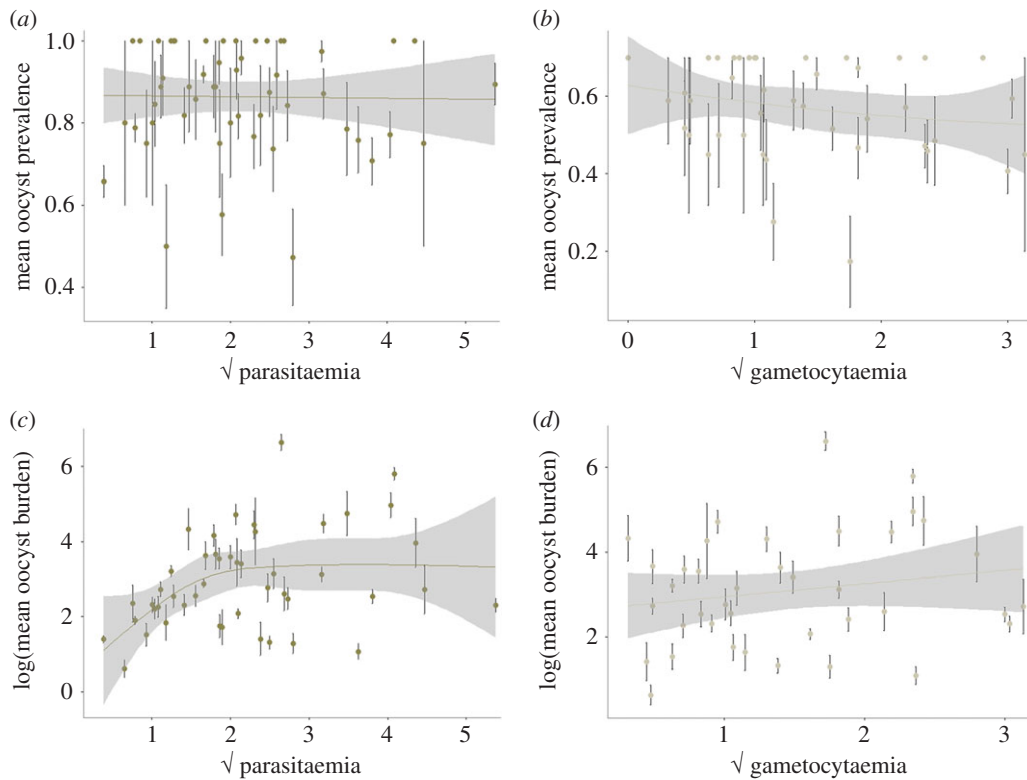 (a)
1.0
0.8
0.6
0.4
mean oocyst prevalence
1 2 3 4 5
√ parasitaemia
(b)
0.6
0.4
0.2
mean oocyst prevalence
0 1 2 3
√ gametocytaemia
(c)
6
4
2
0
log(mean oocyst burden)
1 2 3 4 5
√ parasitaemia
(d)
6
4
2
log(mean oocyst burden)
1 2 3
√ gametocytaemia